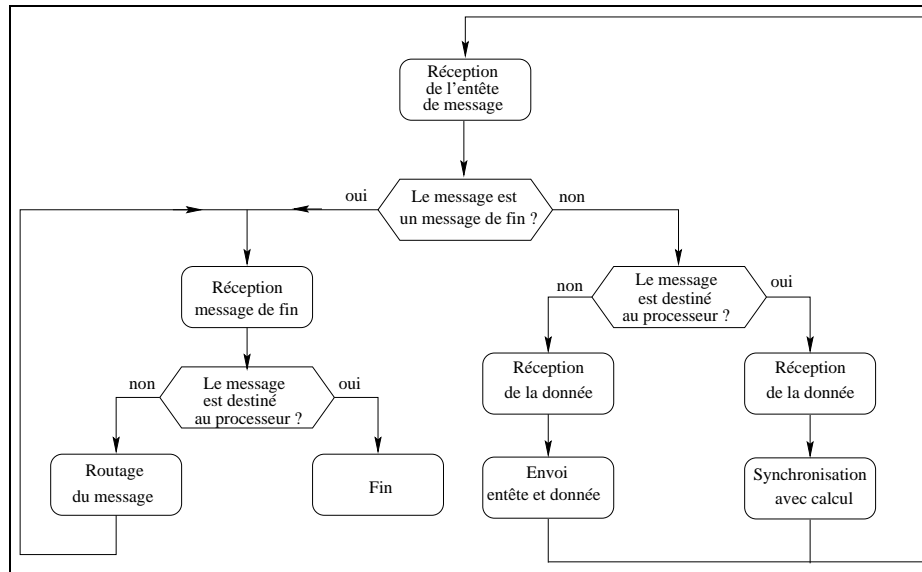 Réception
de l'entête
de message
oui
Le message est
un message de fin ?
non
Réception
message de fin
non
Le message
est destiné
au processeur ?
oui
non
Le message
est destiné
au processeur ?
oui
Routage
du message
Fin
Réception
de la donnée
Réception
de la donnée
Envoi
entête et donnée
Synchronisation
avec calcul